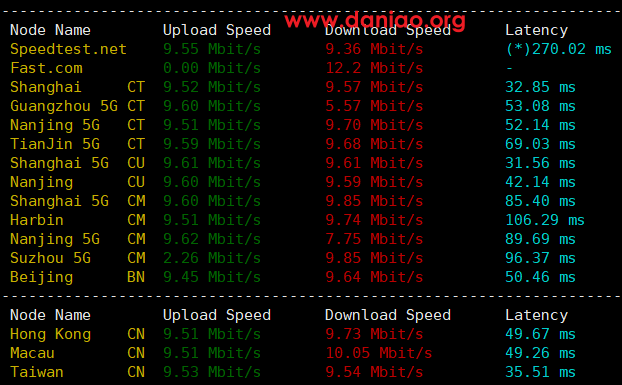 www.daniao.org
Node Name Upload Speed Download Speed Latency
Speedtest.net 9.55 Mbit/s 9.36 Mbit/s (*)270.02 ms
Fast.com 0.00 Mbit/s 12.2 Mbit/s -
Shanghai CT 9.52 Mbit/s 9.57 Mbit/s 32.85 ms
Guangzhou 5G CT 9.60 Mbit/s 5.57 Mbit/s 53.08 ms
Nanjing 5G CT 9.51 Mbit/s 9.70 Mbit/s 52.14 ms
TianJin 5G CT 9.59 Mbit/s 9.68 Mbit/s 69.03 ms
Shanghai 5G CU 9.61 Mbit/s 9.61 Mbit/s 31.56 ms
Nanjing CU 9.60 Mbit/s 9.59 Mbit/s 42.14 ms
Shanghai 5G CM 9.60 Mbit/s 9.85 Mbit/s 85.40 ms
Harbin CM 9.51 Mbit/s 9.74 Mbit/s 106.29 ms
Nanjing 5G CM 9.62 Mbit/s 7.75 Mbit/s 89.69 ms
Suzhou 5G CM 2.26 Mbit/s 9.85 Mbit/s 96.37 ms
Beijing BN 9.45 Mbit/s 9.64 Mbit/s 50.46 ms
Node Name Upload Speed Download Speed Latency
Hong Kong CN 9.51 Mbit/s 9.73 Mbit/s 49.67 ms
Macau CN 9.51 Mbit/s 10.05 Mbit/s 49.26 ms
Taiwan CN 9.53 Mbit/s 9.54 Mbit/s 35.51 ms